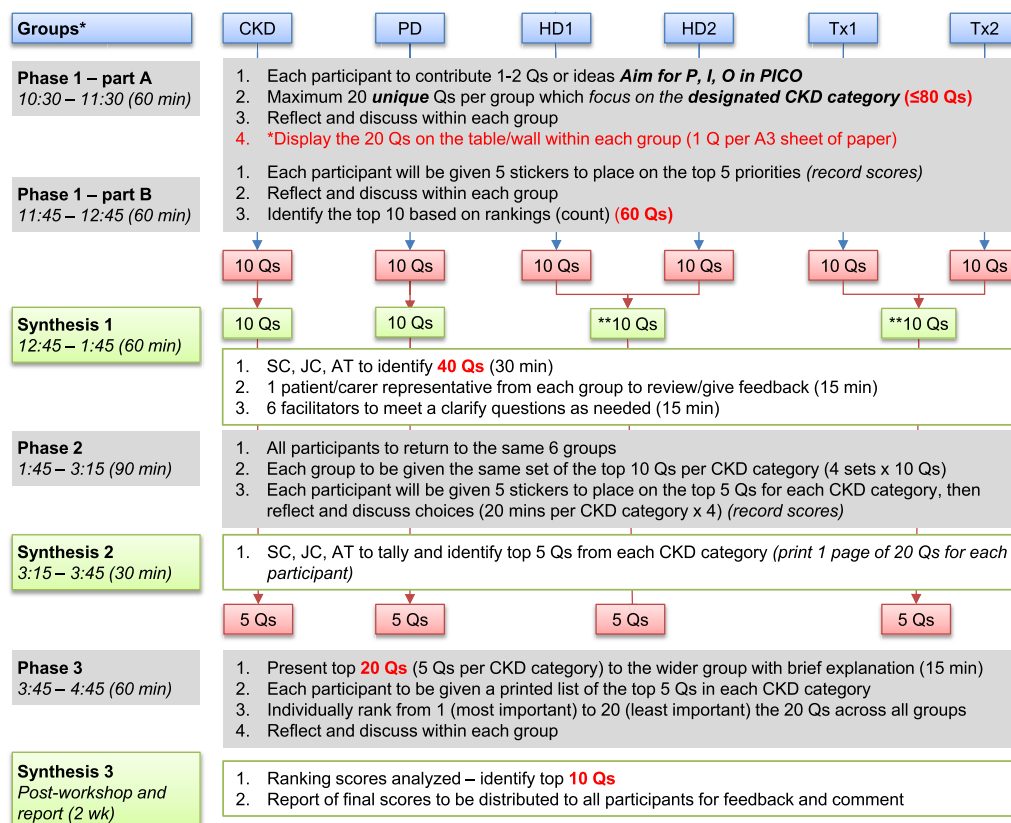 Groups*
CKD
PD
HD1
HD2
Tx1
Tx2
Phase 1 – part A
10:30 – 11:30 (60 min)
1. Each participant to contribute 1-2 Qs or ideas Aim for P, I, O in PICO
2. Maximum 20 unique Qs per group which focus on the designated CKD category (≤80 Qs)
3. Reflect and discuss within each group
4. *Display the 20 Qs on the table/wall within each group (1 Q per A3 sheet of paper)
Phase 1 – part B
11:45 – 12:45 (60 min)
1. Each participant will be given 5 stickers to place on the top 5 priorities (record scores)
2. Reflect and discuss within each group
3. Identify the top 10 based on rankings (count) (60 Qs)
10 Qs
10 Qs
10 Qs
10 Qs
10 Qs
10 Qs
Synthesis 1
12:45 – 1:45 (60 min)
10 Qs
10 Qs
**10 Qs
**10 Qs
1. SC, JC, AT to identify 40 Qs (30 min)
2. 1 patient/carer representative from each group to review/give feedback (15 min)
3. 6 facilitators to meet a clarify questions as needed (15 min)
Phase 2
1:45 – 3:15 (90 min)
1. All participants to return to the same 6 groups
2. Each group to be given the same set of the top 10 Qs per CKD category (4 sets x 10 Qs)
3. Each participant will be given 5 stickers to place on the top 5 Qs for each CKD category, then
reflect and discuss choices (20 mins per CKD category x 4) (record scores)
Synthesis 2
3:15 – 3:45 (30 min)
1. SC, JC, AT to tally and identify top 5 Qs from each CKD category (print 1 page of 20 Qs for each
participant)
5 Qs
5 Qs
5 Qs
5 Qs
Phase 3
3:45 – 4:45 (60 min)
1. Present top 20 Qs (5 Qs per CKD category) to the wider group with brief explanation (15 min)
2. Each participant to be given a printed list of the top 5 Qs in each CKD category
3. Individually rank from 1 (most important) to 20 (least important) the 20 Qs across all groups
4. Reflect and discuss within each group
Synthesis 3
Post-workshop and
report (2 wk)
1. Ranking scores analyzed – identify top 10 Qs
2. Report of final scores to be distributed to all participants for feedback and comment